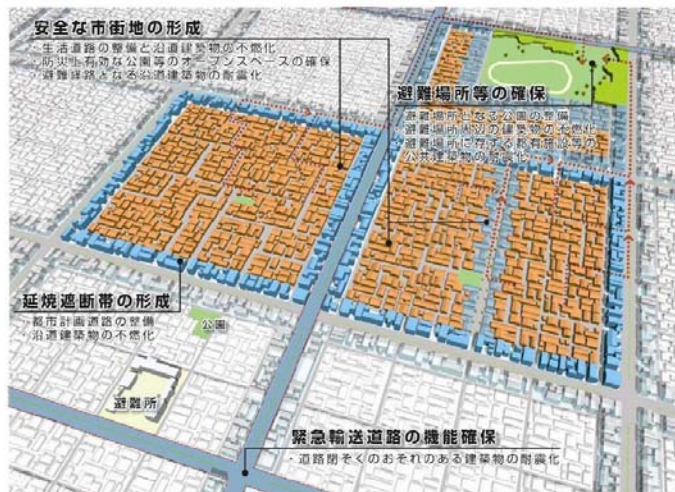 安全な市街地の形成
・生活道路の整備と沿道建築物の不燃化
・防災上有効な公園等のオープンスペースの確保
・避難経路となる沿道建築物の耐震化
避難場所等の確保
・避難場所となる公園の整備
・避難場所周辺の建築物の不燃化
・避難場所に存する都有施設等の
公共建築物の耐震化
延焼遮断帯の形成
・都市計画道路の整備
・沿道建築物の不燃化
公園
避難所
緊急輸送道路の機能確保
・道路閉そくのおそれのある建築物の耐震化